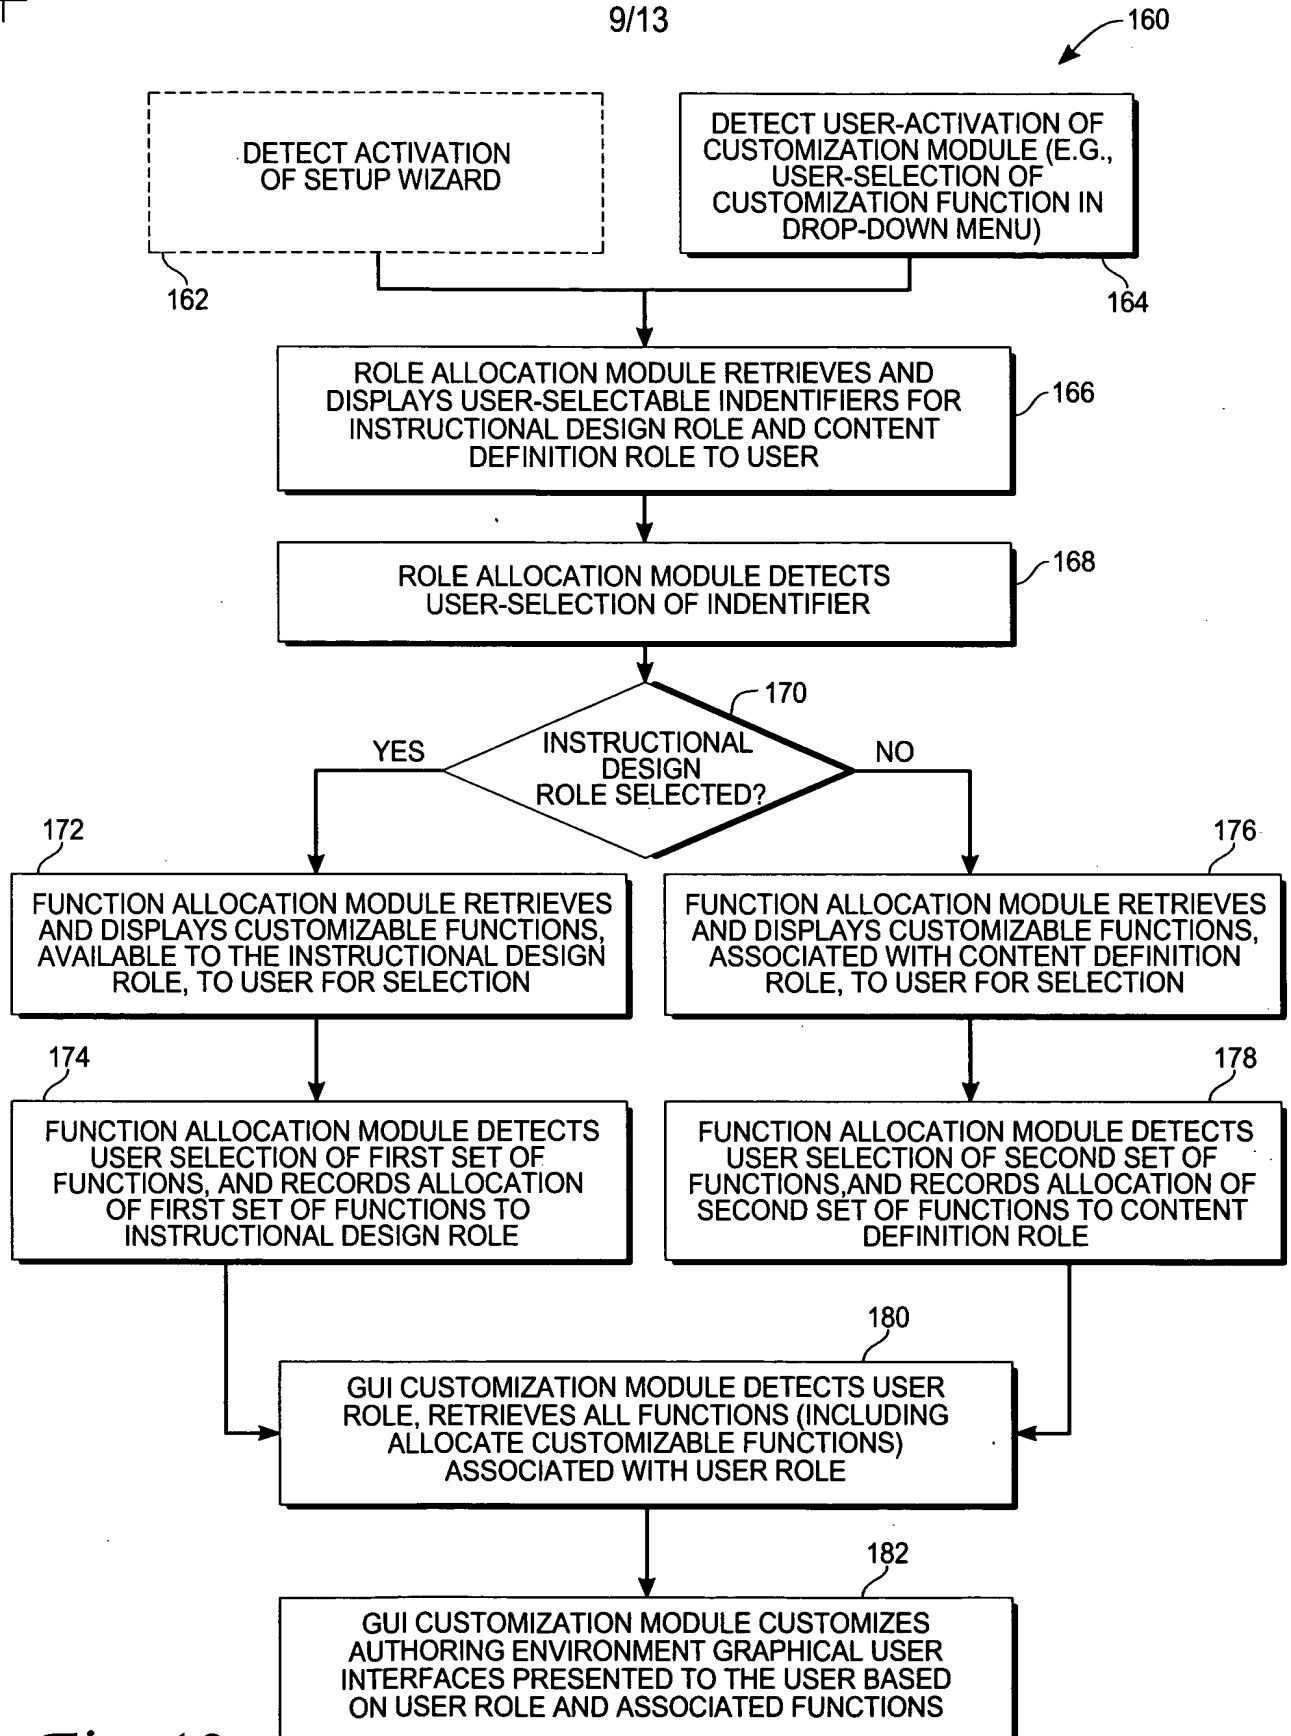 9/13
160
DETECT ACTIVATION
OF SETUP WIZARD
162
DETECT USER-ACTIVATION OF
CUSTOMIZATION MODULE (E.G.,
USER-SELECTION OF
CUSTOMIZATION FUNCTION IN
DROP-DOWN MENU)
164
ROLE ALLOCATION MODULE RETRIEVES AND
DISPLAYS USER-SELECTABLE INDENTIFIERS FOR
INSTRUCTIONAL DESIGN ROLE AND CONTENT
DEFINITION ROLE TO USER
166
ROLE ALLOCATION MODULE DETECTS
USER-SELECTION OF INDENTIFIER
168
170
INSTRUCTIONAL
DESIGN
ROLE SELECTED?
YES
NO
172
FUNCTION ALLOCATION MODULE RETRIEVES
AND DISPLAYS CUSTOMIZABLE FUNCTIONS,
AVAILABLE TO THE INSTRUCTIONAL DESIGN
ROLE, TO USER FOR SELECTION
176
FUNCTION ALLOCATION MODULE RETRIEVES
AND DISPLAYS CUSTOMIZABLE FUNCTIONS,
ASSOCIATED WITH CONTENT DEFINITION
ROLE, TO USER FOR SELECTION
174
FUNCTION ALLOCATION MODULE DETECTS
USER SELECTION OF FIRST SET OF
FUNCTIONS, AND RECORDS ALLOCATION
OF FIRST SET OF FUNCTIONS TO
INSTRUCTIONAL DESIGN ROLE
178
FUNCTION ALLOCATION MODULE DETECTS
USER SELECTION OF SECOND SET OF
FUNCTIONS,AND RECORDS ALLOCATION OF
SECOND SET OF FUNCTIONS TO CONTENT
DEFINITION ROLE
180
GUI CUSTOMIZATION MODULE DETECTS USER
ROLE, RETRIEVES ALL FUNCTIONS (INCLUDING
ALLOCATE CUSTOMIZABLE FUNCTIONS)
ASSOCIATED WITH USER ROLE
182
GUI CUSTOMIZATION MODULE CUSTOMIZES
AUTHORING ENVIRONMENT GRAPHICAL USER
INTERFACES PRESENTED TO THE USER BASED
ON USER ROLE AND ASSOCIATED FUNCTIONS